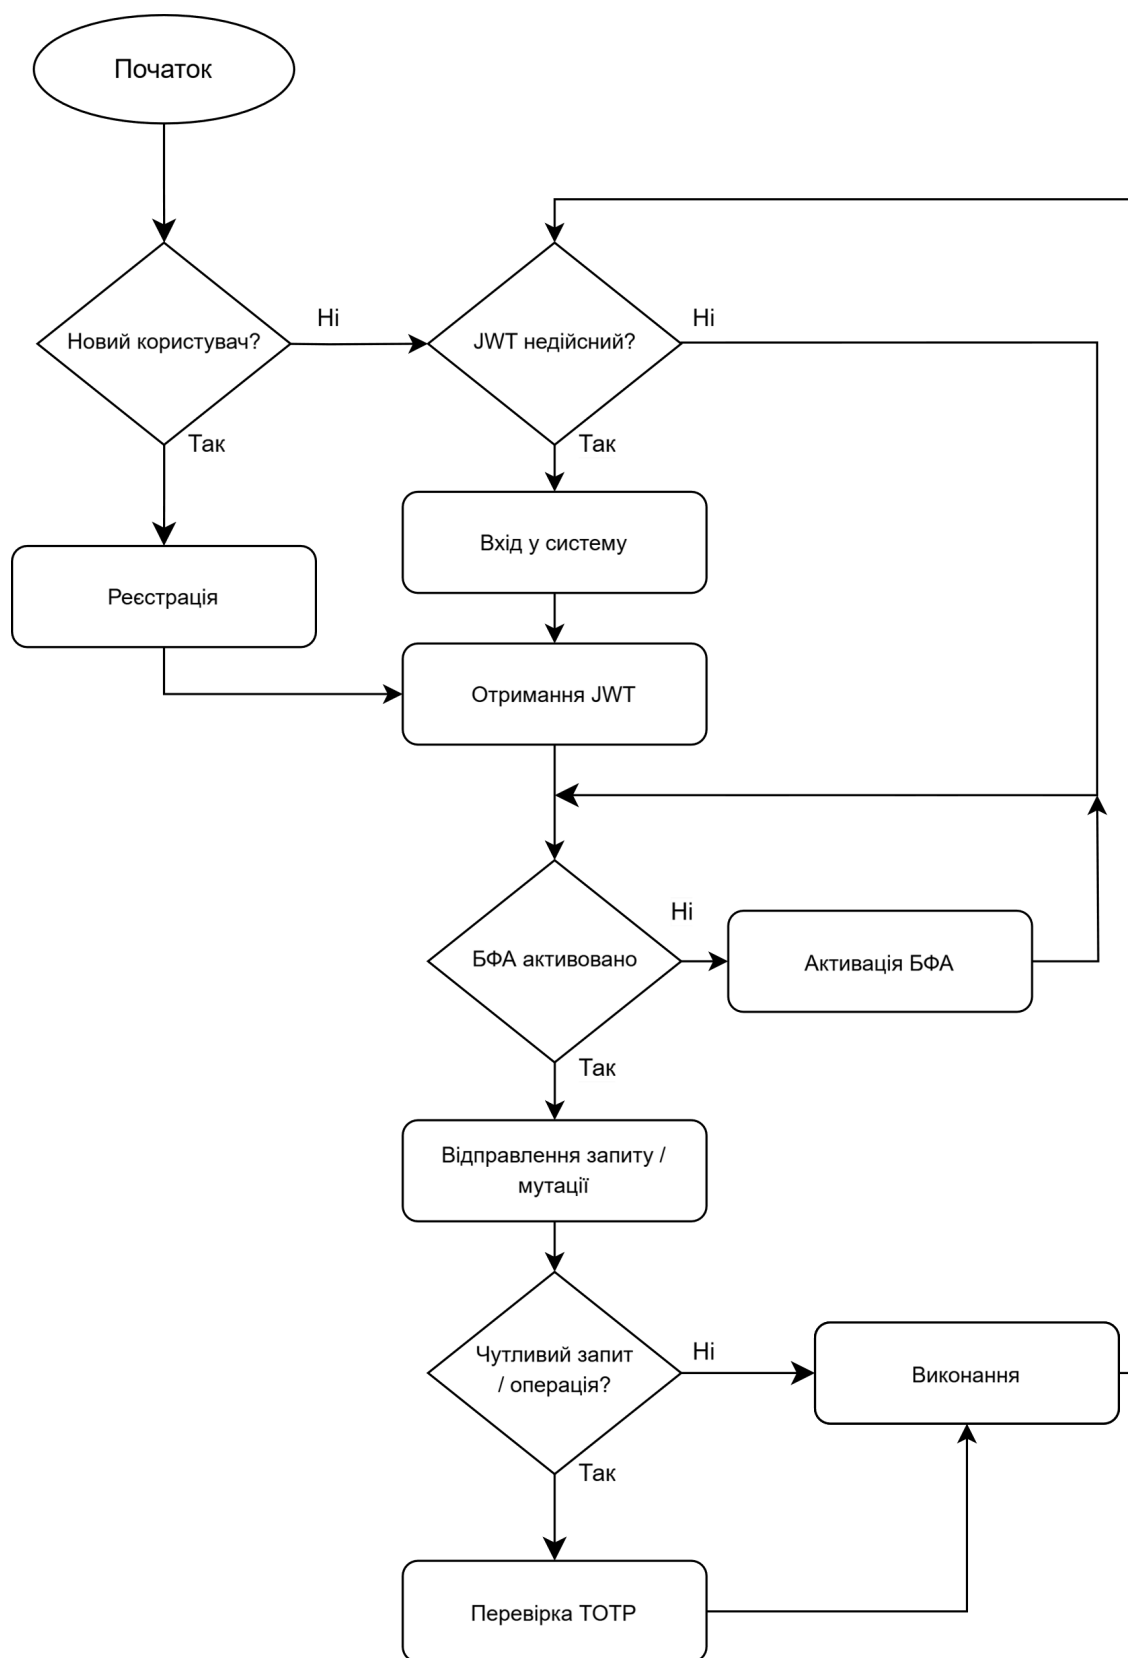 Початок
Новий користувач?
Ні
JWT недійсний?
Ні
Так
Так
Вхід у систему
Реєстрація
Отримання JWT
БФА активовано
Ні
Активація БФА
Так
Відправлення запиту /
мутації
Чутливий запит
/ операція?
Ні
Виконання
Так
Перевірка TOTP